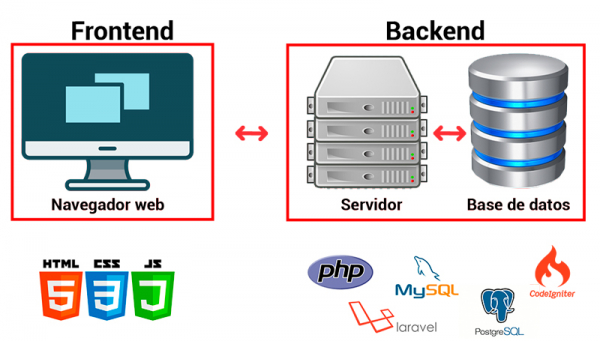 Frontend
Backend
Navegador web
Servidor
Base de datos
HTML
CSS
JS
5
3
php
MySQL
CodeIgniter
laravel
PostgreSQL